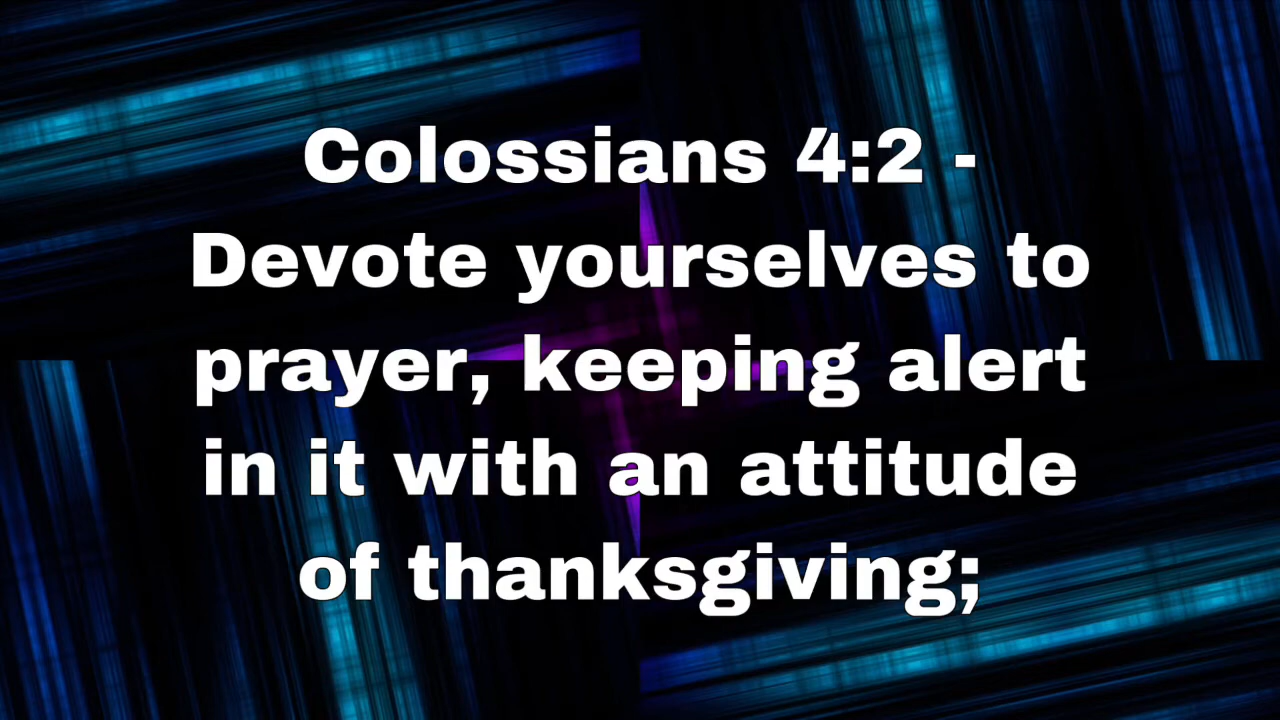 Colossians 4:2 -
Devote yourselves to
prayer, keeping alert
in it with an attitude
of thanksgiving;